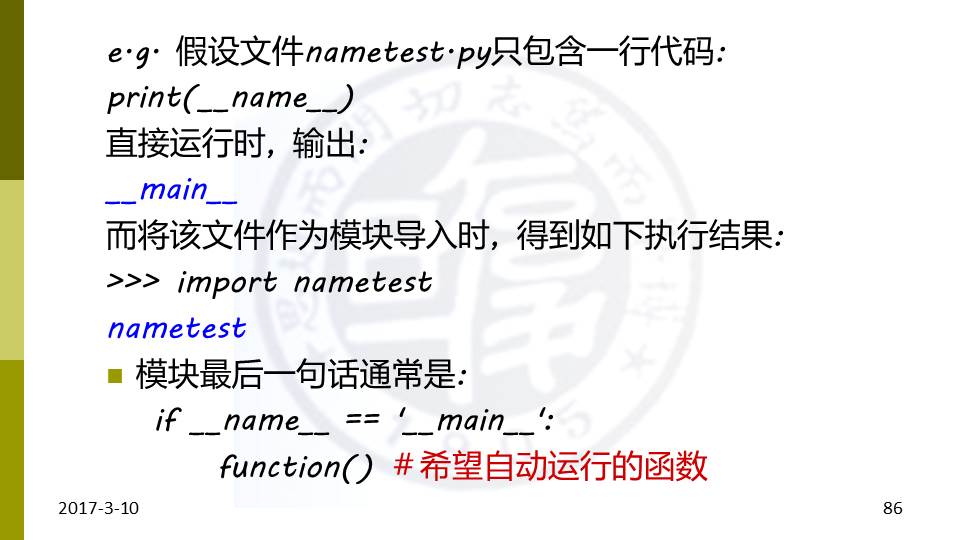 e.g. 假设文件nametest.py只包含一行代码:
print(__name__)
直接运行时，输出:
__main__
而将该文件作为模块导入时，得到如下执行结果:
>>> import nametest
nametest
模块最后一句话通常是:
if __name__ == '__main__':
function() #希望自动运行的函数
2017-3-10
86